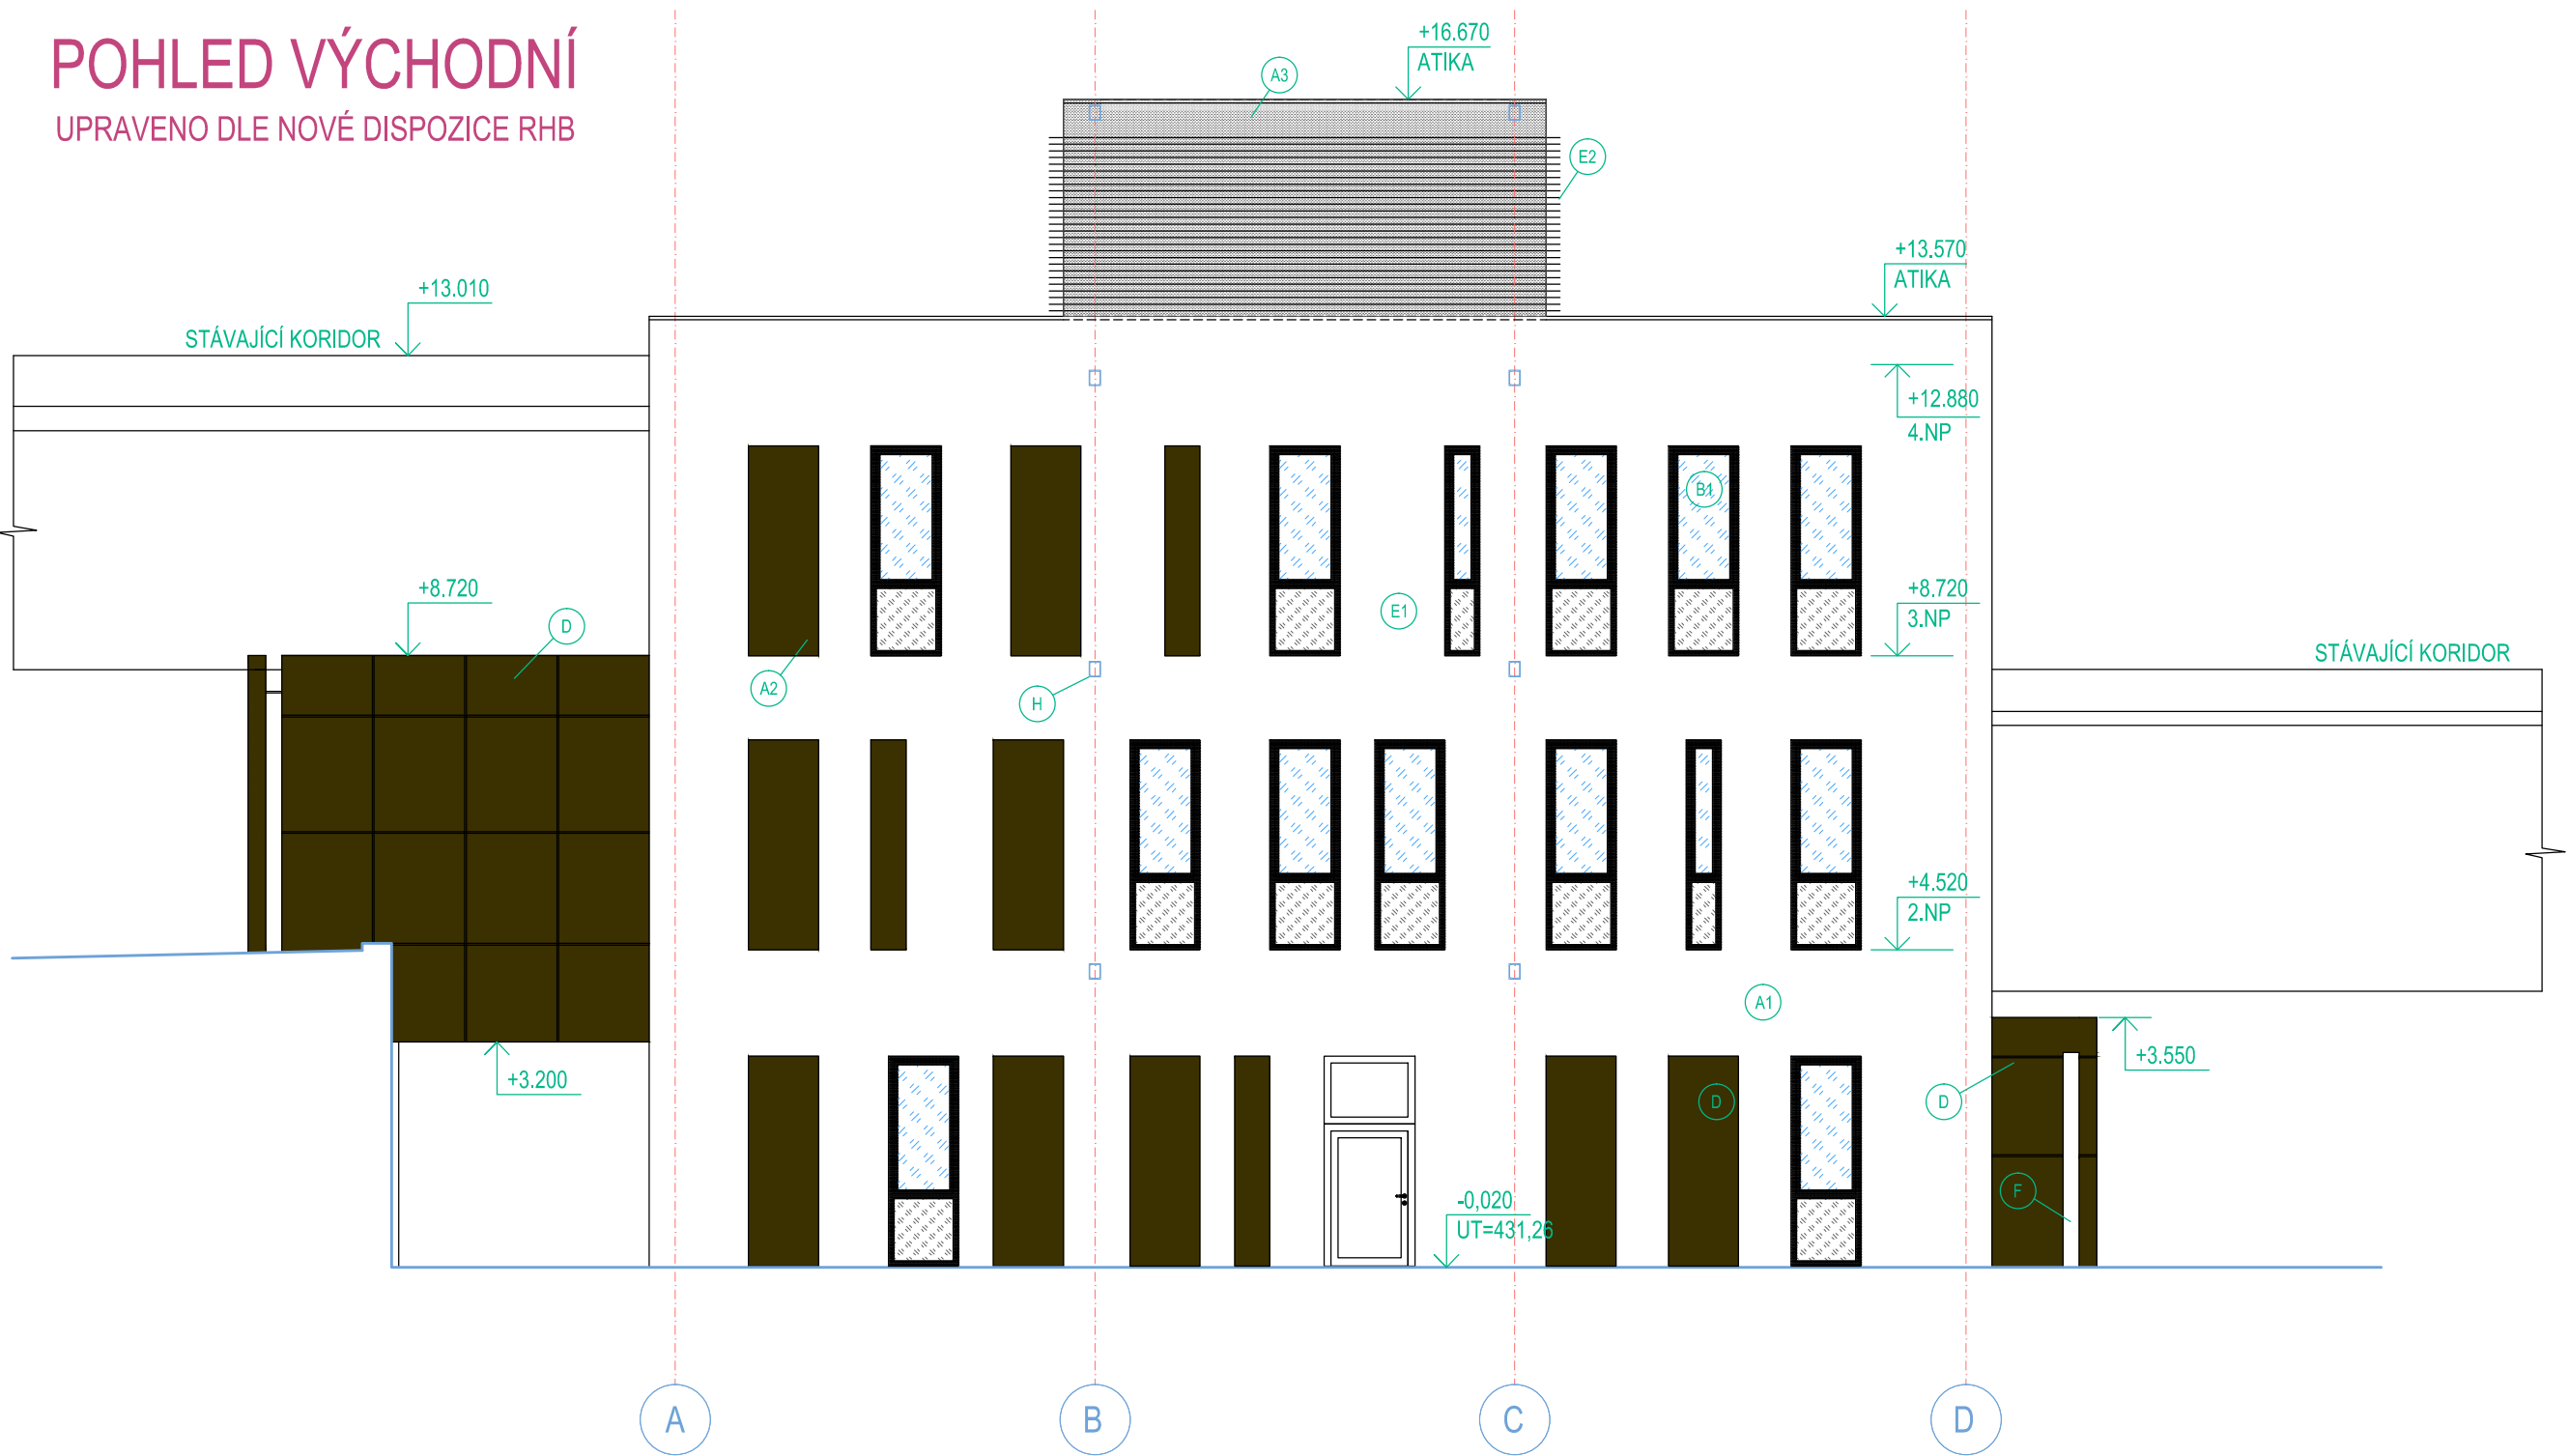 POHLED VÝCHODNÍ
UPRAVENO DLE NOVÉ DISPOZICE RHB
+16.670
ATIKA
A3
E2
+13.570
ATIKA
+13.010
STÁVAJÍCÍ KORIDOR
+12.880
4.NP
B1
+8.720
D
E1
+8.720
3.NP
STÁVAJÍCÍ KORIDOR
A2
H
+4.520
2.NP
A1
+3.200
+3.550
D
D
F
-0,020
UT=431,26
A
B
C
D